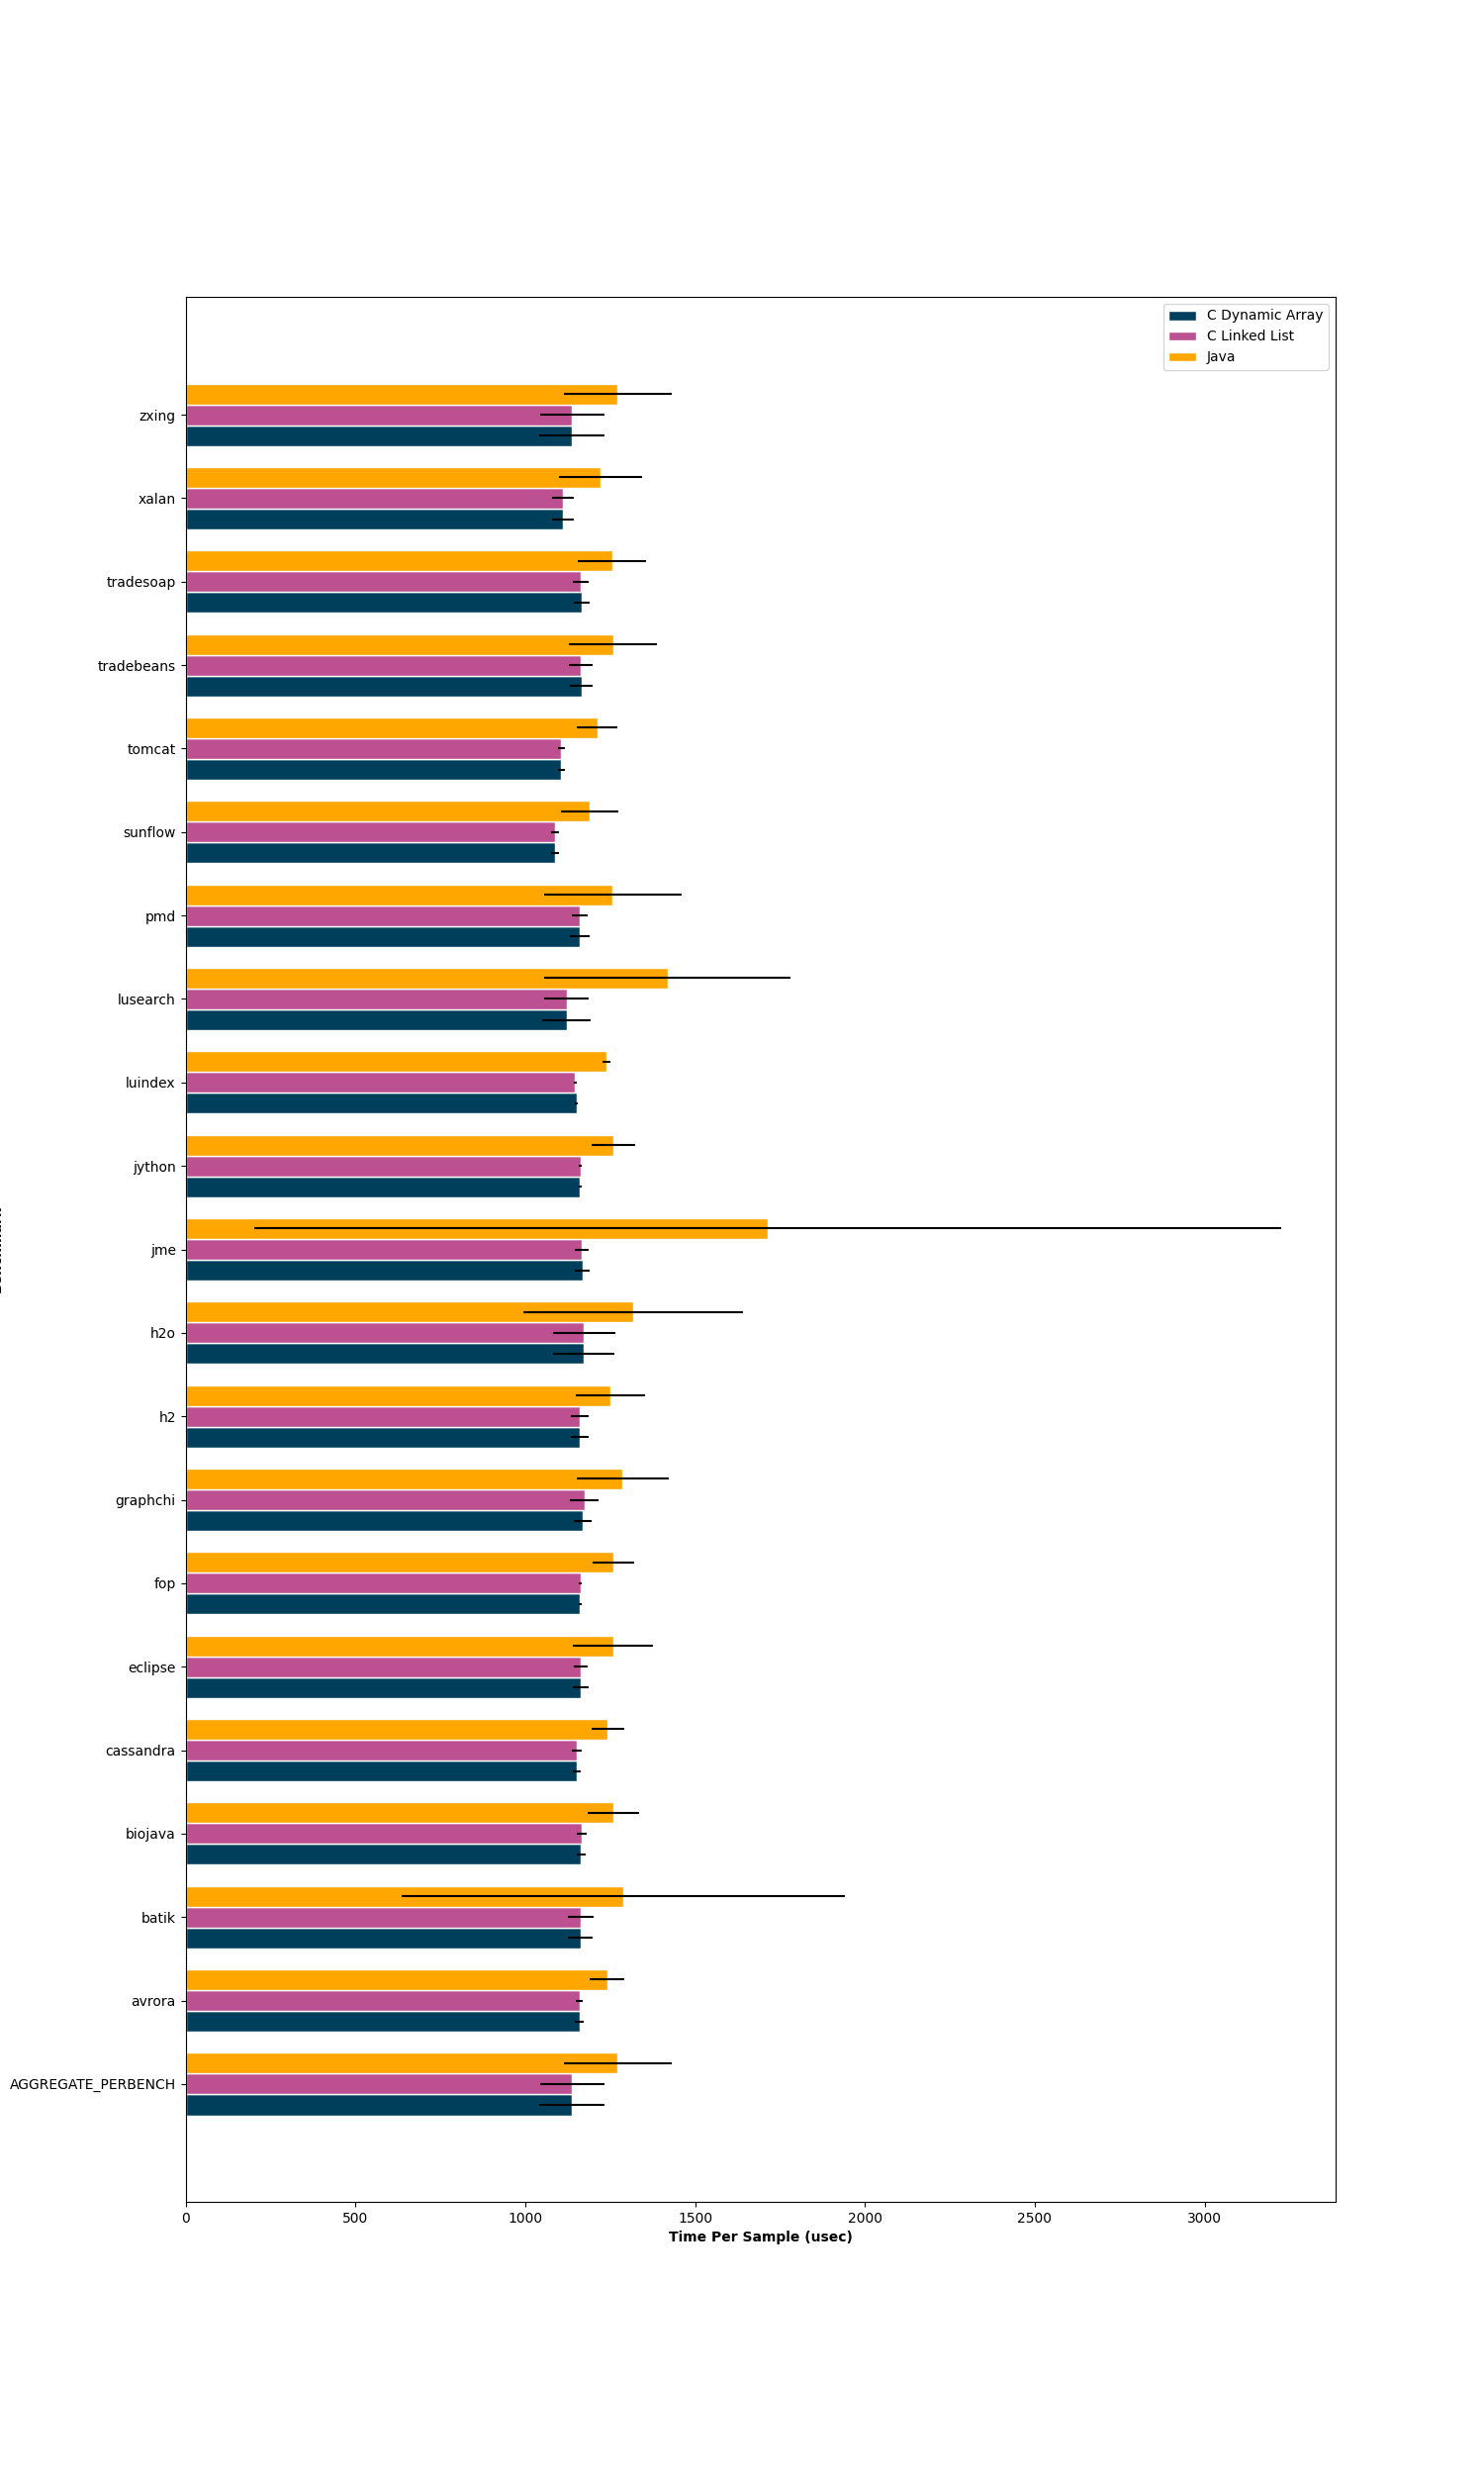 C Dynamic Array
C Linked List
Java
zxing
xalan
tradesoap
tradebeans
tomcat
sunflow
pmd
lusearch
luindex
jython
jme
h2o
h2
graphchi
fop
eclipse
cassandra
biojava
batik
avrora
AGGREGATE_PERBENCH
0 500 1000 1500 2000 2500 3000
Time Per Sample (usec)